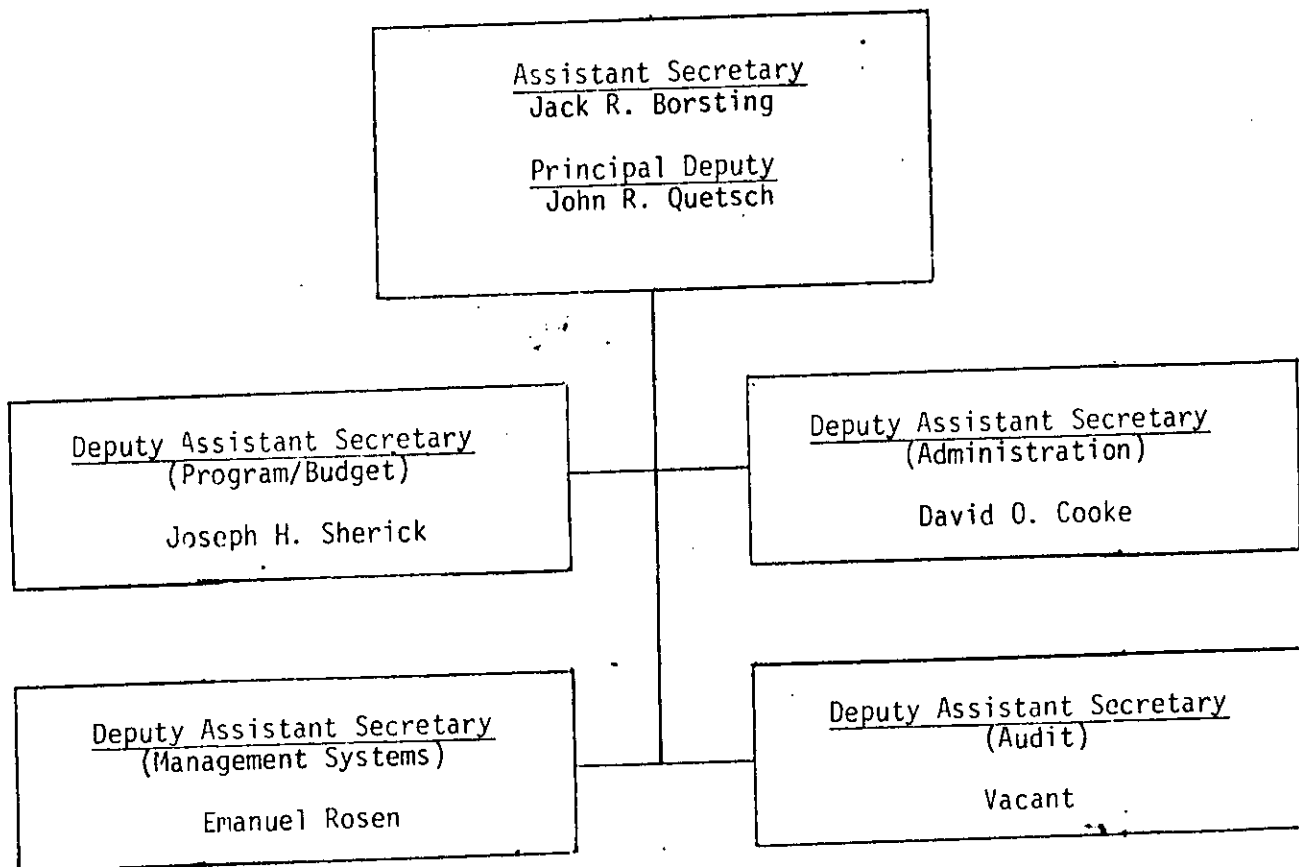 Assistant Secretary
Jack R. Borsting
Principal Deputy
John R. Quetsch
Deputy Assistant Secretary
(Program/Budget)
Joseph H. Sherick
Deputy Assistant Secretary
(Administration)
David O. Cooke
Deputy Assistant Secretary
(Management Systems)
Emanuel Rosen
Deputy Assistant Secretary
(Audit)
Vacant